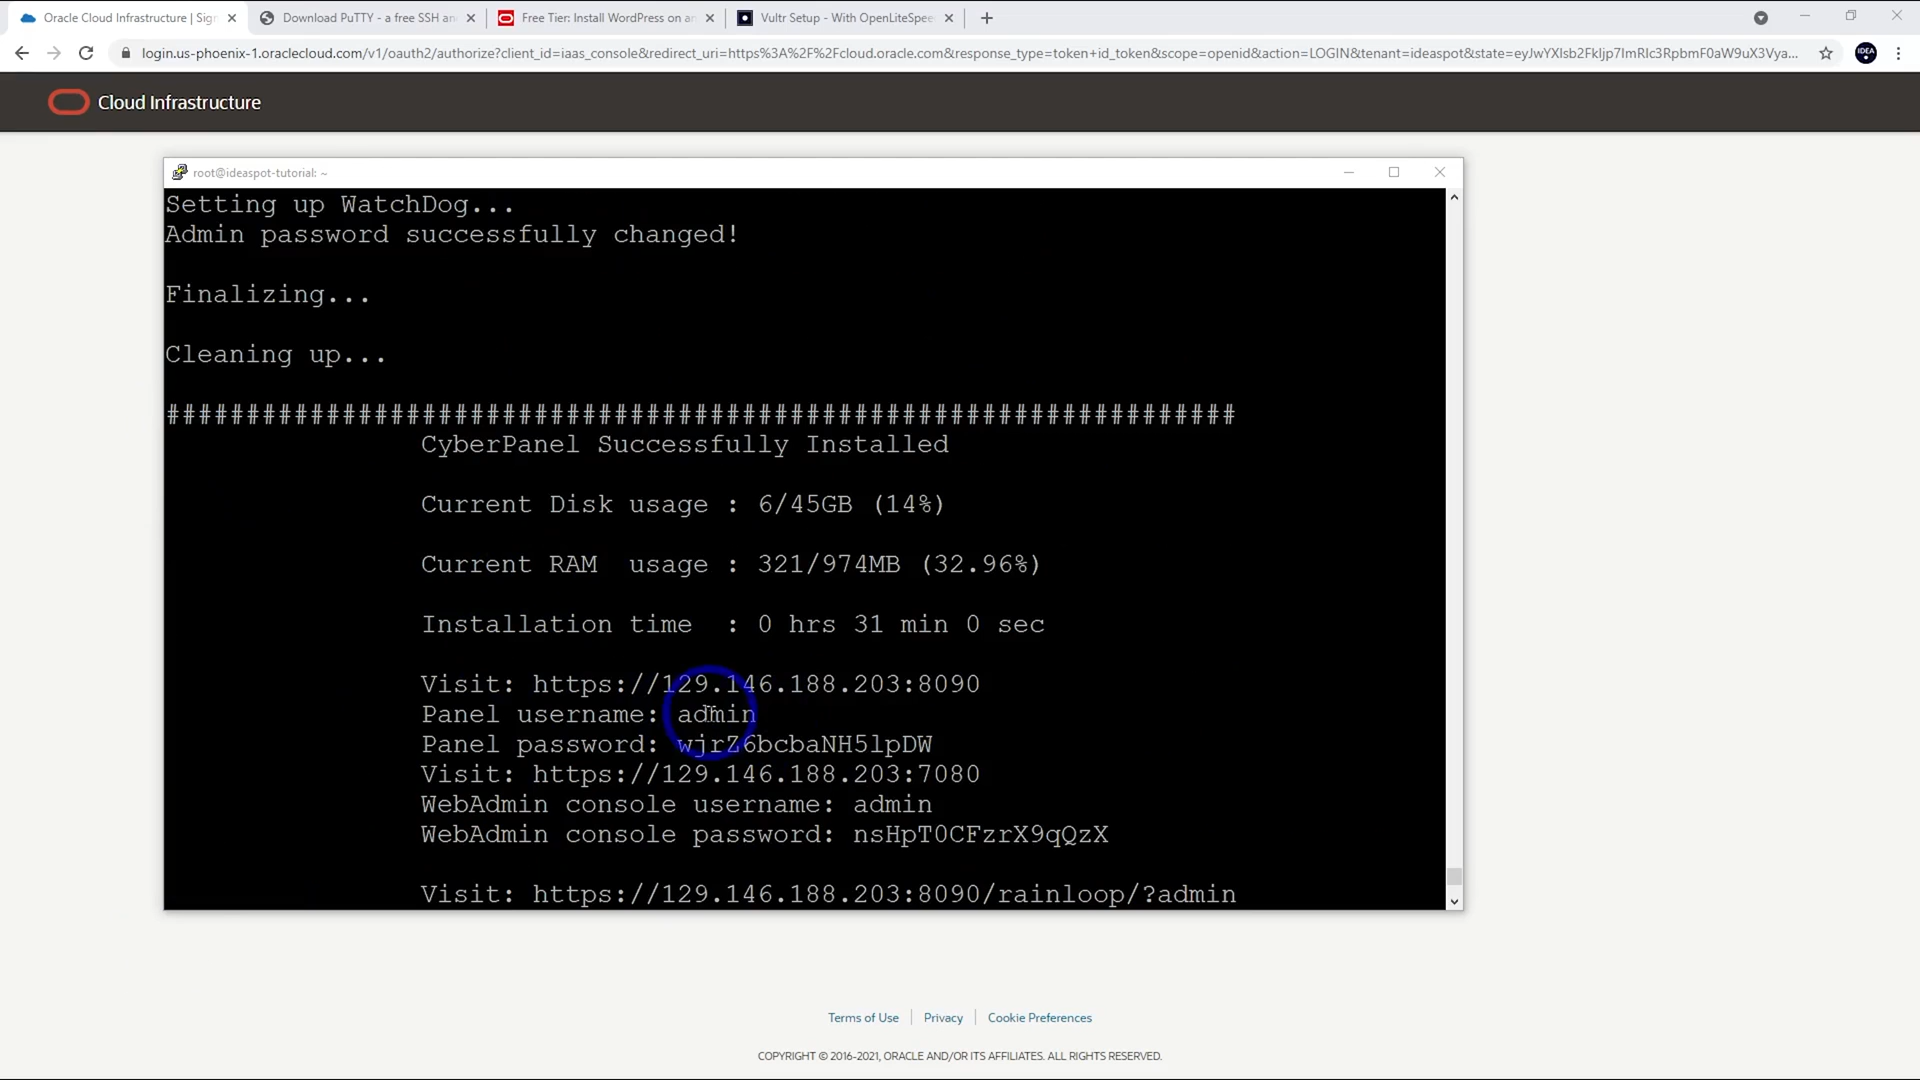 Oracle Cloud Infrastructure | Sign
Download PuTTY - a free SSH an
Free Tier: Install WordPress on an
Vultr Setup - With OpenLiteSpee
login.us-phoenix-1.oraclecloud.com/v1/oauth2/authorize?client_id=iaas_console&redirect_uri=https%3A%2F%2Fcloud.oracle.com&response_type=token+id_token&scope=openid&action=LOGIN&tenant=ideaspot&state=
IDEA
Cloud Infrastructure
root@ideaspot-tutorial: ~
Setting up WatchDog...
Admin password successfully changed!
Finalizing...
Cleaning up...
###################################################################
CyberPanel Successfully Installed
Current Disk usage : 6/45GB (14%)
Current RAM usage : 321/974MB (32.96%)
Installation time : 0 hrs 31 min 0 sec
Visit: https://129.146.188.203:8090
Panel username: admin
Panel password: wjrZ6bcbaNH5lpDW
Visit: https://129.146.188.203:7080
WebAdmin console username: admin
WebAdmin console password: nsHpT0CFzrX9qQzX
Visit: https://129.146.188.203:8090/rainloop/?admin
Terms of Use | Privacy | Cookie Preferences
COPYRIGHT © 2016-2021, ORACLE AND/OR ITS AFFILIATES. ALL RIGHTS RESERVED.